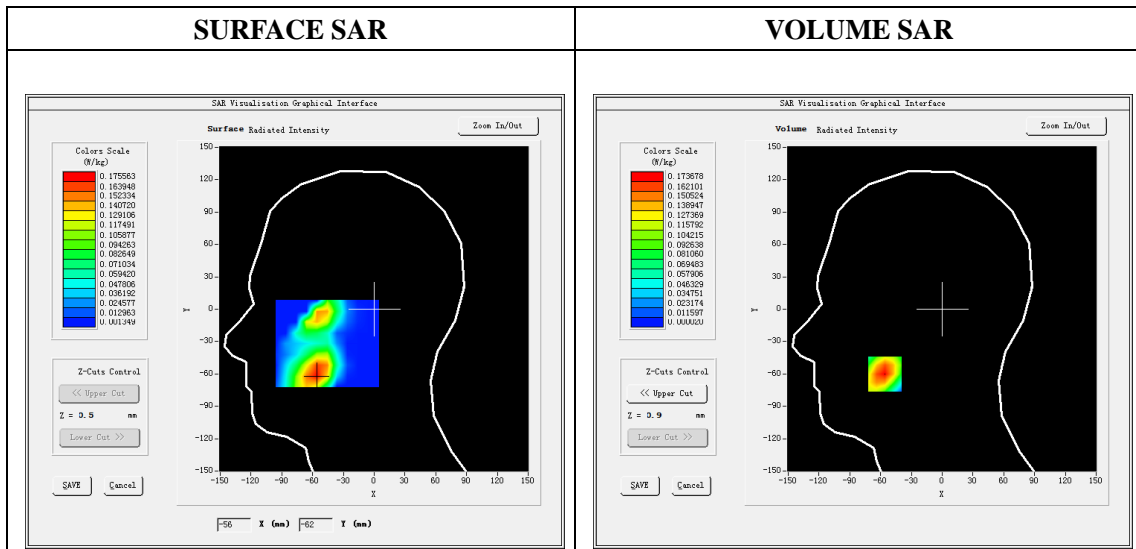 SURFACE SAR
VOLUME SAR
SAR Visualisation Graphical Interface
Surface Radiated Intensity
Zoom In/Out
Colors Scale
(W/kg)
0.175563
0.163948
0.152334
0.140720
0.129106
0.117491
0.105877
0.094263
0.082649
0.071034
0.059420
0.047806
0.036192
0.024577
0.012963
0.001349
Z-Cuts Control
<< Upper Cut
Z = 0.5 mm
Lower Cut >>
SAVE
Cancel
150
120
90
60
30
0
-30
-60
-90
-120
-150
Y
-150 -120 -90 -60 -30 0 30 60 90 120 150
X
-56 X (mm) -62 Y (mm)
SAR Visualisation Graphical Interface
Volume Radiated Intensity
Zoom In/Out
Colors Scale
(W/kg)
0.173678
0.162101
0.150524
0.138947
0.127369
0.115792
0.104215
0.092638
0.081060
0.069483
0.057906
0.046329
0.034751
0.023174
0.011597
0.000020
Z-Cuts Control
<< Upper Cut
Z = 0.9 mm
Lower Cut >>
SAVE
Cancel
150
120
90
60
30
0
-30
-60
-90
-120
-150
Y
-150 -120 -90 -60 -30 0 30 60 90 120 150
X